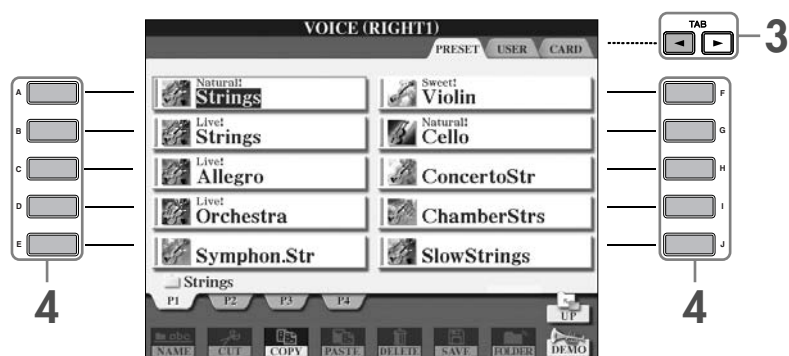 VOICE (RIGHT1)
PRESET USER CARD
TAB
3
A
B
C
D
E
4
Natural!
Strings
Live!
Strings
Live!
Allegro
Live!
Orchestra
Symphon.Str
Sweet!
Violin
Natural!
Cello
ConcertoStr
ChamberStrs
SlowStrings
F
G
H
I
J
4
Strings
P1 P2 P3 P4
UP
abc
NAME CUT COPY PASTE DELETE SAVE FOLDER DEMO